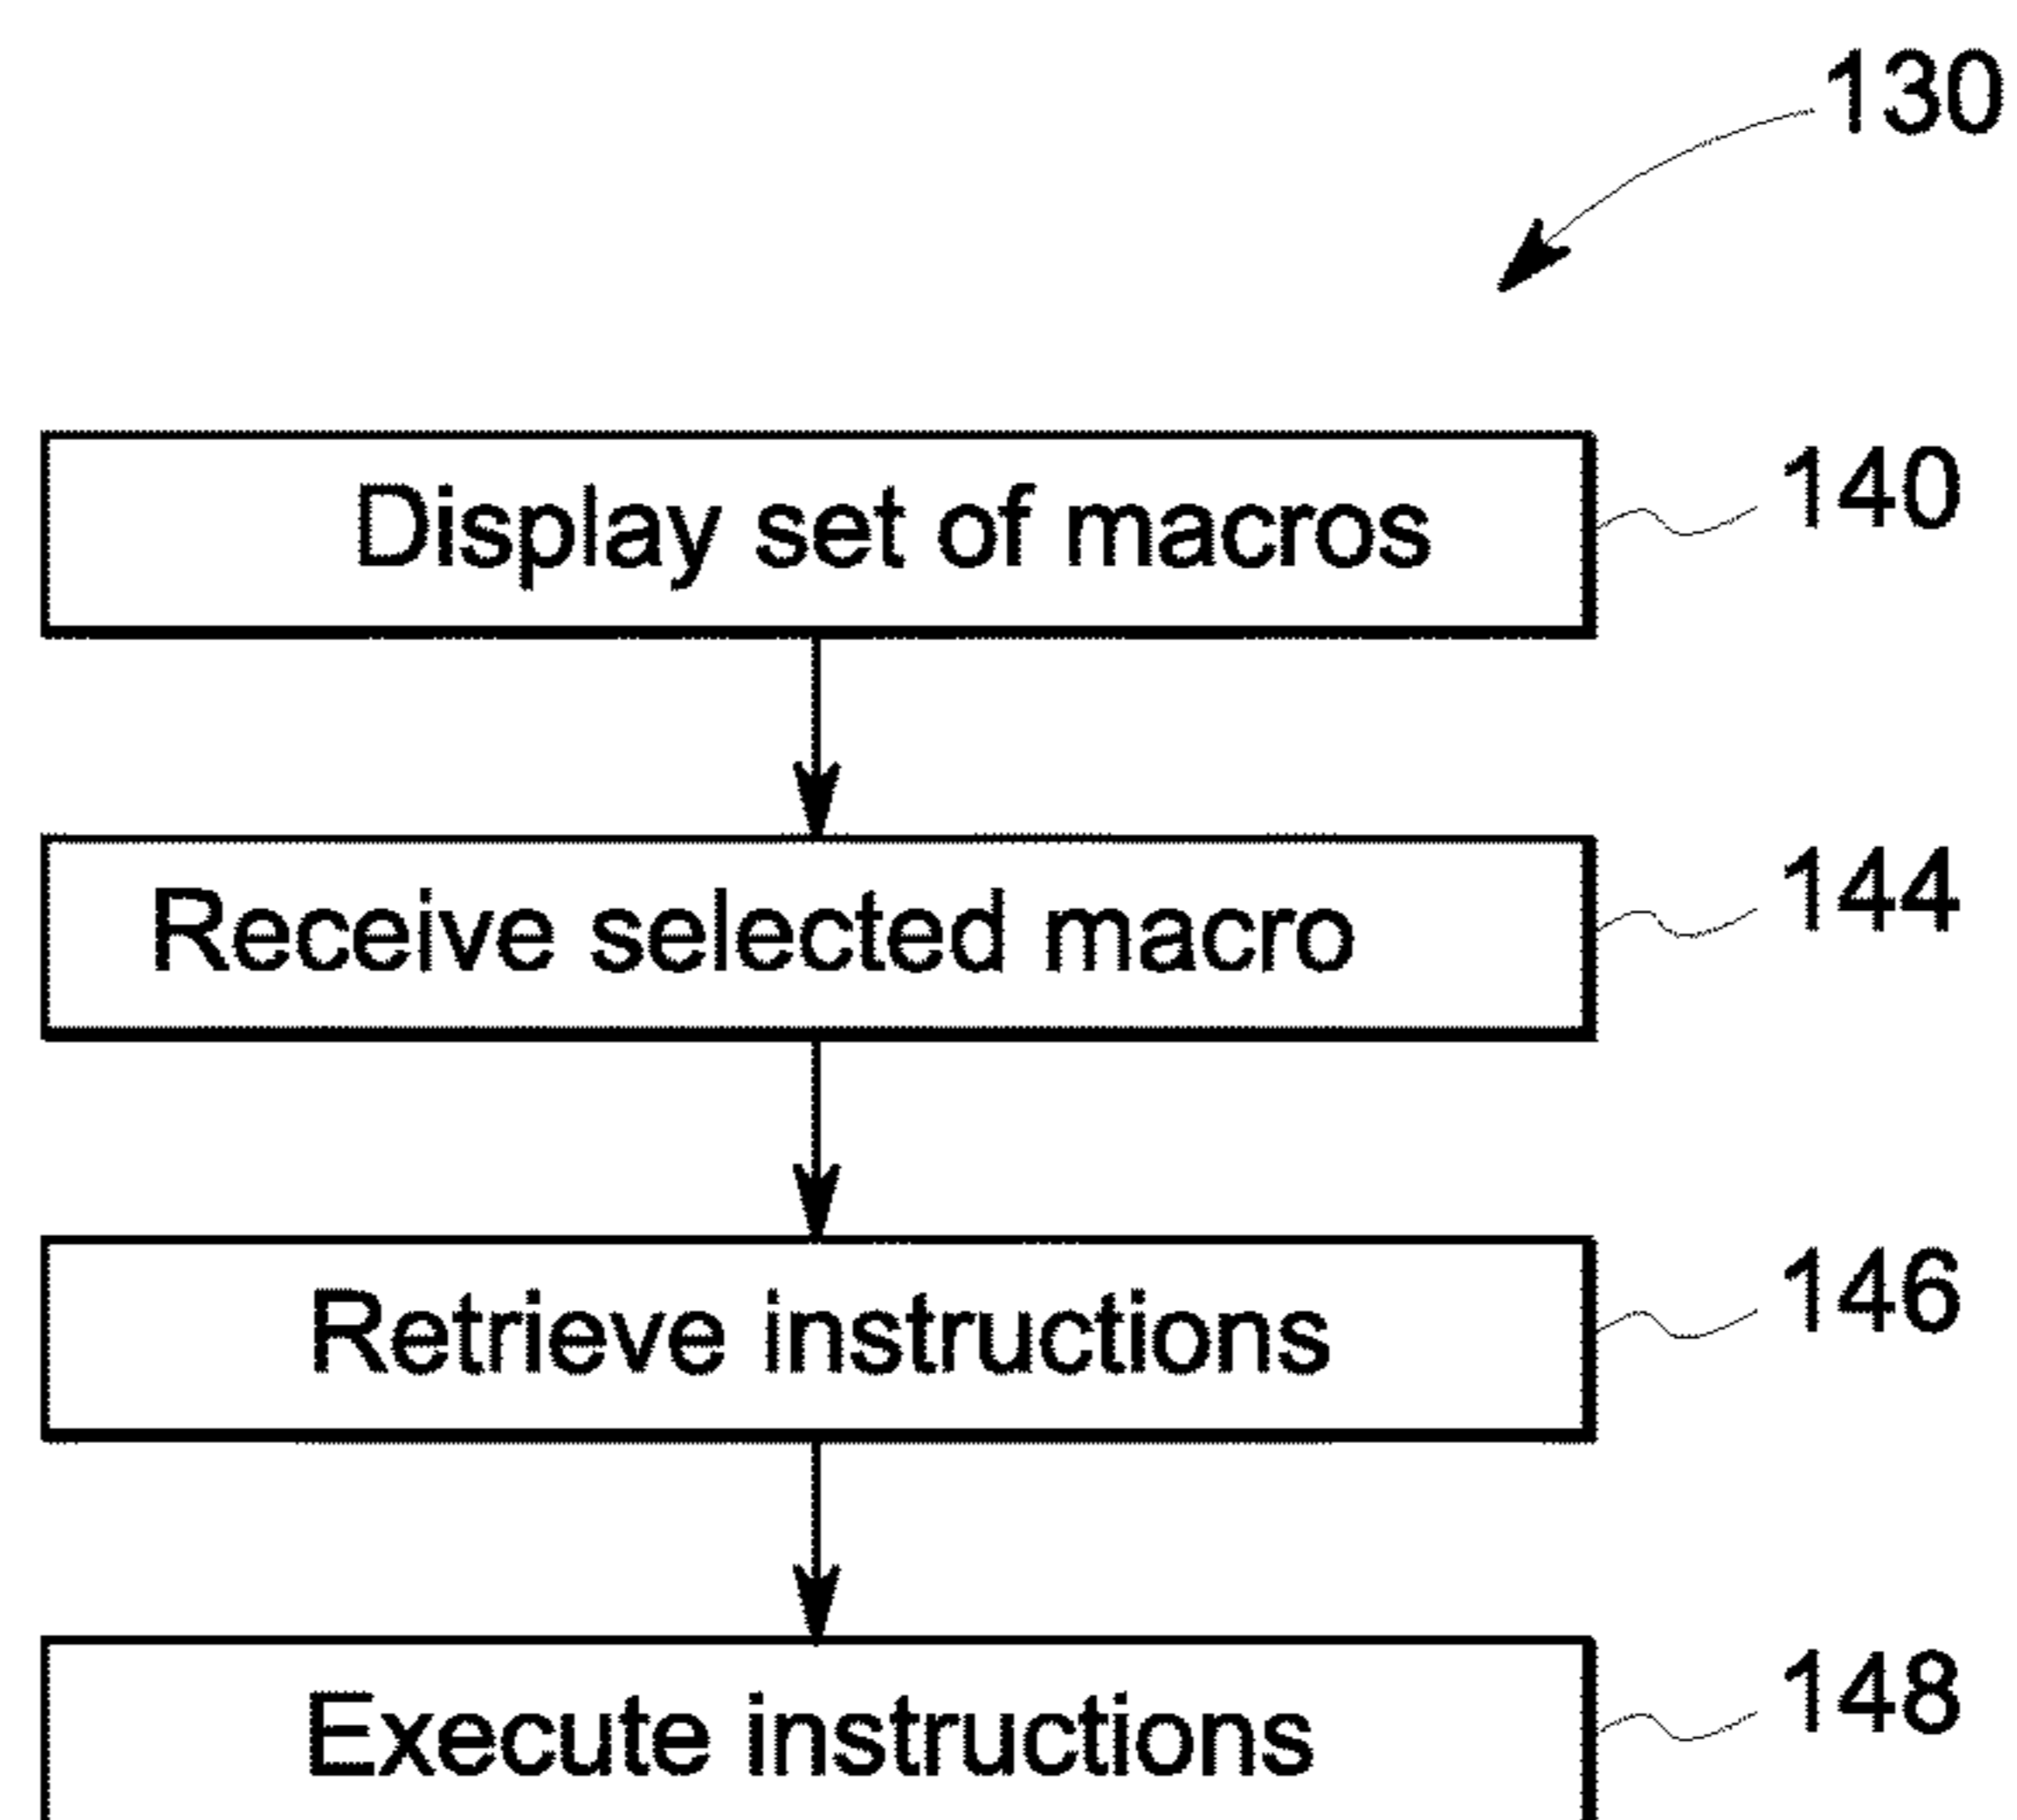 130
Display set of macros 140
Receive selected macro 144
Retrieve instructions 146
Execute instructions 148